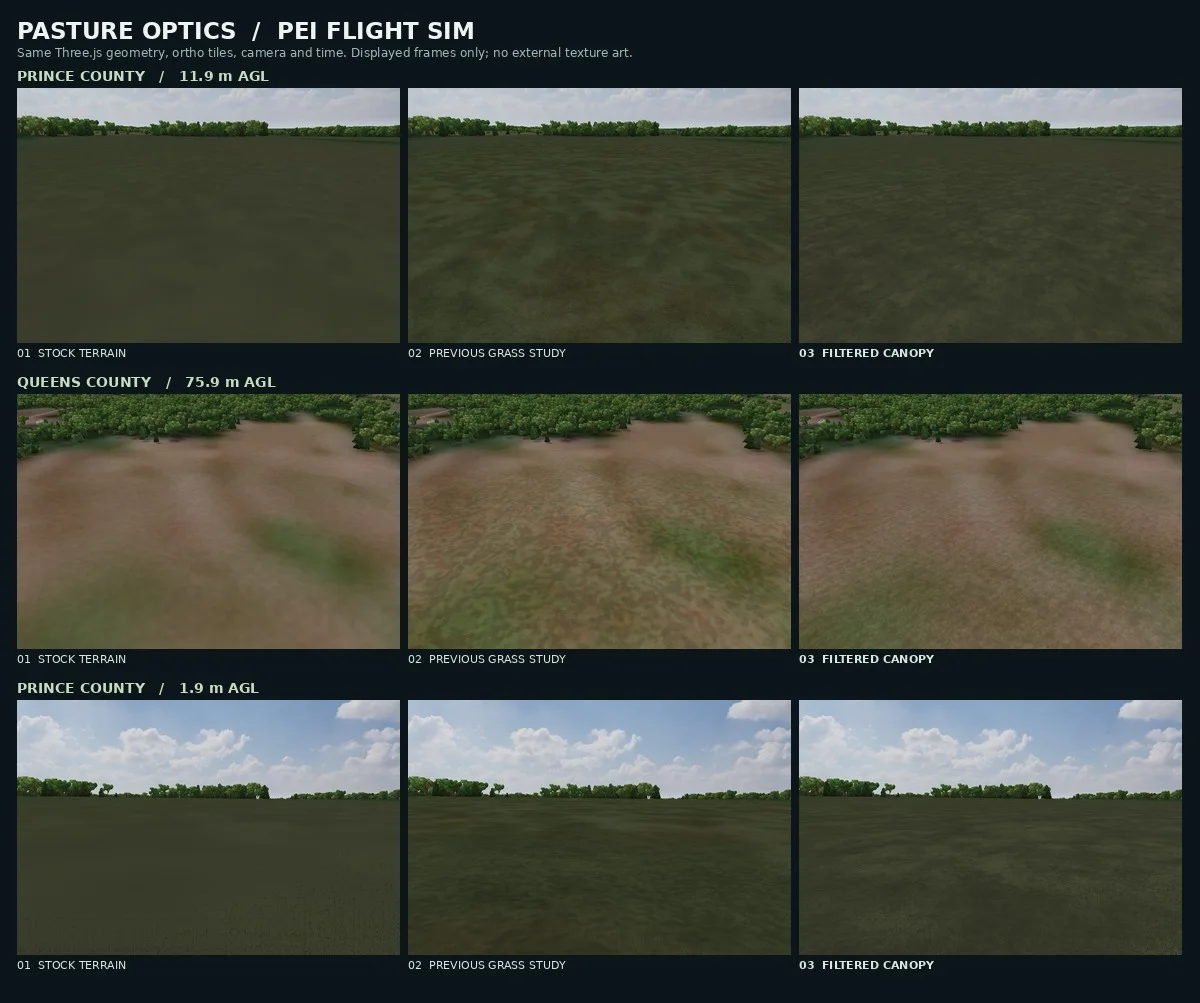 PASTURE OPTICS / PEI FLIGHT SIM
Same Three.js geometry, ortho tiles, camera and time. Displayed frames only; no external texture art.
PRINCE COUNTY / 11.9 m AGL
01 STOCK TERRAIN
02 PREVIOUS GRASS STUDY
03 FILTERED CANOPY
QUEENS COUNTY / 75.9 m AGL
01 STOCK TERRAIN
02 PREVIOUS GRASS STUDY
03 FILTERED CANOPY
PRINCE COUNTY / 1.9 m AGL
01 STOCK TERRAIN
02 PREVIOUS GRASS STUDY
03 FILTERED CANOPY